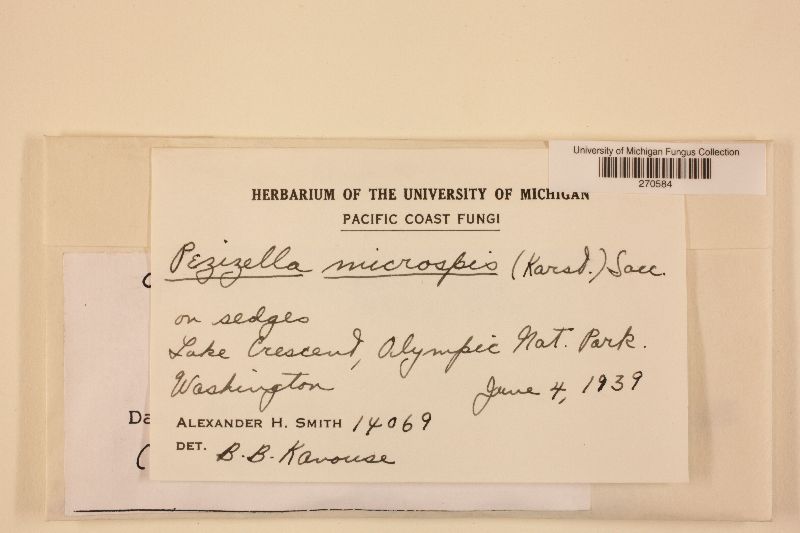 University of Michigan Fungus Collection
270584
HERBARIUM OF THE UNIVERSITY OF MICHIGAN
PACIFIC COAST FUNGI
Pezizella microspis (Karst.) Sacc.
on sedges
Lake Crescent, Olympic Nat. Park.
Washington June 4, 1939
ALEXANDER H. SMITH 14069
DET. B.B. Kanouse
Da
(